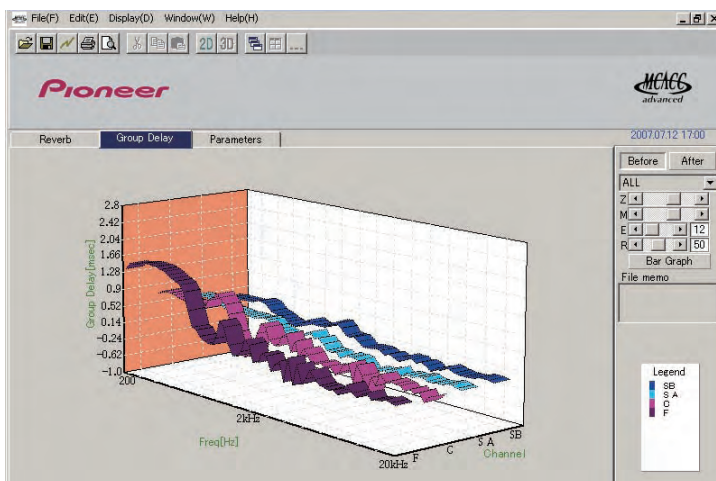 File(F) Edit(E) Display(D) Window(W) Help(H)
2D 3D
Pioneer
MCACC
advanced
Reverb Group Delay Parameters
2007.07.12 17:00
Before After
ALL
Z
M
E 12
R 50
Bar Graph
File memo
2.8
2.42
2.04
1.66
1.28
0.9
0.52
0.14
-0.24
-0.62
-1.0
Group Delay[msec]
200
2kHz
20kHz
Freq[Hz]
F
C
S A
SB
Channel
Legend
SB
S A
C
F